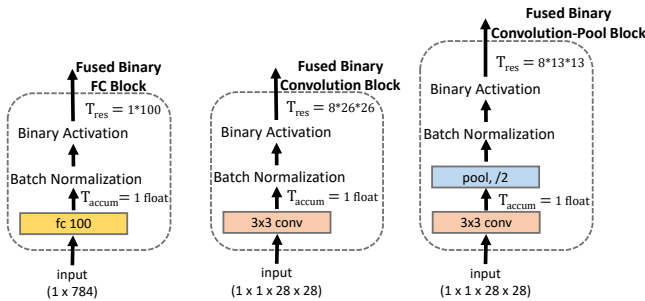 Fused Binary
FC Block
T_res = 1*100
Binary Activation
Batch Normalization
T_accum = 1 float
fc 100
input
(1 x 784)
Fused Binary
Convolution Block
T_res = 8*26*26
Binary Activation
Batch Normalization
T_accum = 1 float
3x3 conv
input
(1 x 1 x 28 x 28)
Fused Binary
Convolution-Pool Block
T_res = 8*13*13
Binary Activation
Batch Normalization
pool, /2
T_accum = 1 float
3x3 conv
input
(1 x 1 x 28 x 28)